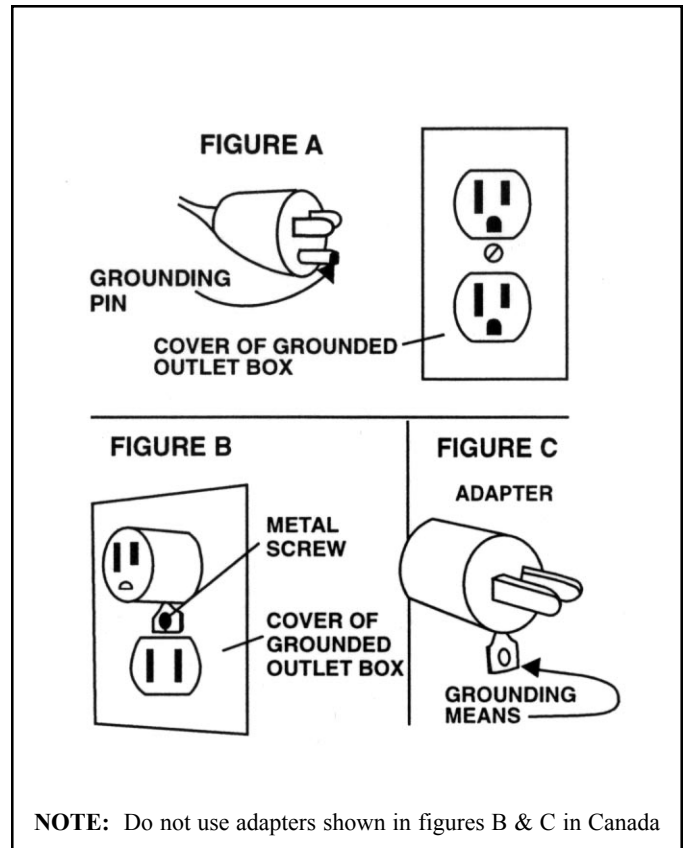 FIGURE A
GROUNDING
PIN
COVER OF GROUNDED
OUTLET BOX
FIGURE B
METAL
SCREW
COVER OF
GROUNDED
OUTLET BOX
FIGURE C
ADAPTER
GROUNDING
MEANS
NOTE: Do not use adapters shown in figures B & C in Canada